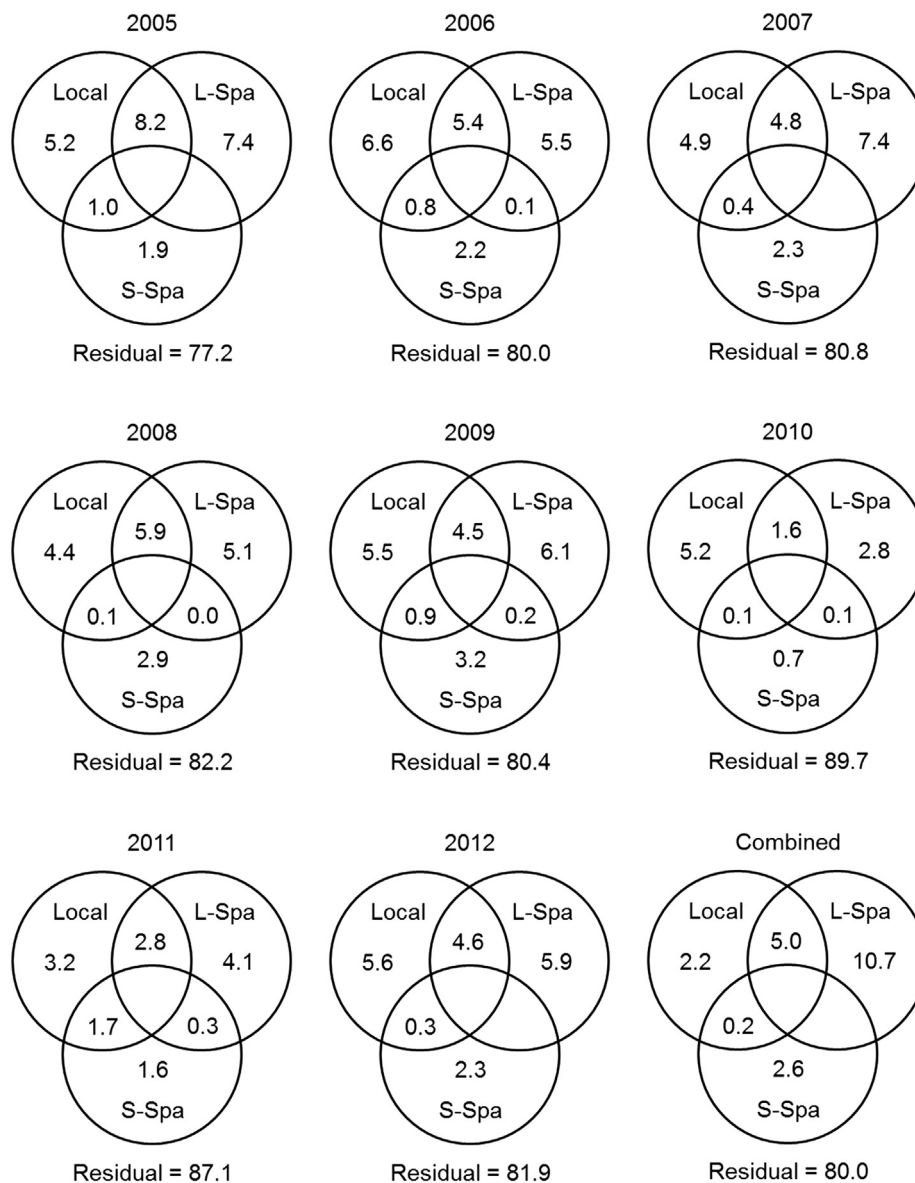 2005
Local
L-Spa
5.2
8.2
7.4
1.0
1.9
S-Spa
Residual = 77.2
2006
Local
L-Spa
6.6
5.4
5.5
0.8
0.1
2.2
S-Spa
Residual = 80.0
2007
Local
L-Spa
4.9
4.8
7.4
0.4
2.3
S-Spa
Residual = 80.8
2008
Local
L-Spa
4.4
5.9
5.1
0.1
0.0
2.9
S-Spa
Residual = 82.2
2009
Local
L-Spa
5.5
4.5
6.1
0.9
0.2
3.2
S-Spa
Residual = 80.4
2010
Local
L-Spa
5.2
1.6
2.8
0.1
0.1
0.7
S-Spa
Residual = 89.7
2011
Local
L-Spa
3.2
2.8
4.1
1.7
0.3
1.6
S-Spa
Residual = 87.1
2012
Local
L-Spa
5.6
4.6
5.9
0.3
2.3
S-Spa
Residual = 81.9
Combined
Local
L-Spa
2.2
5.0
10.7
0.2
2.6
S-Spa
Residual = 80.0